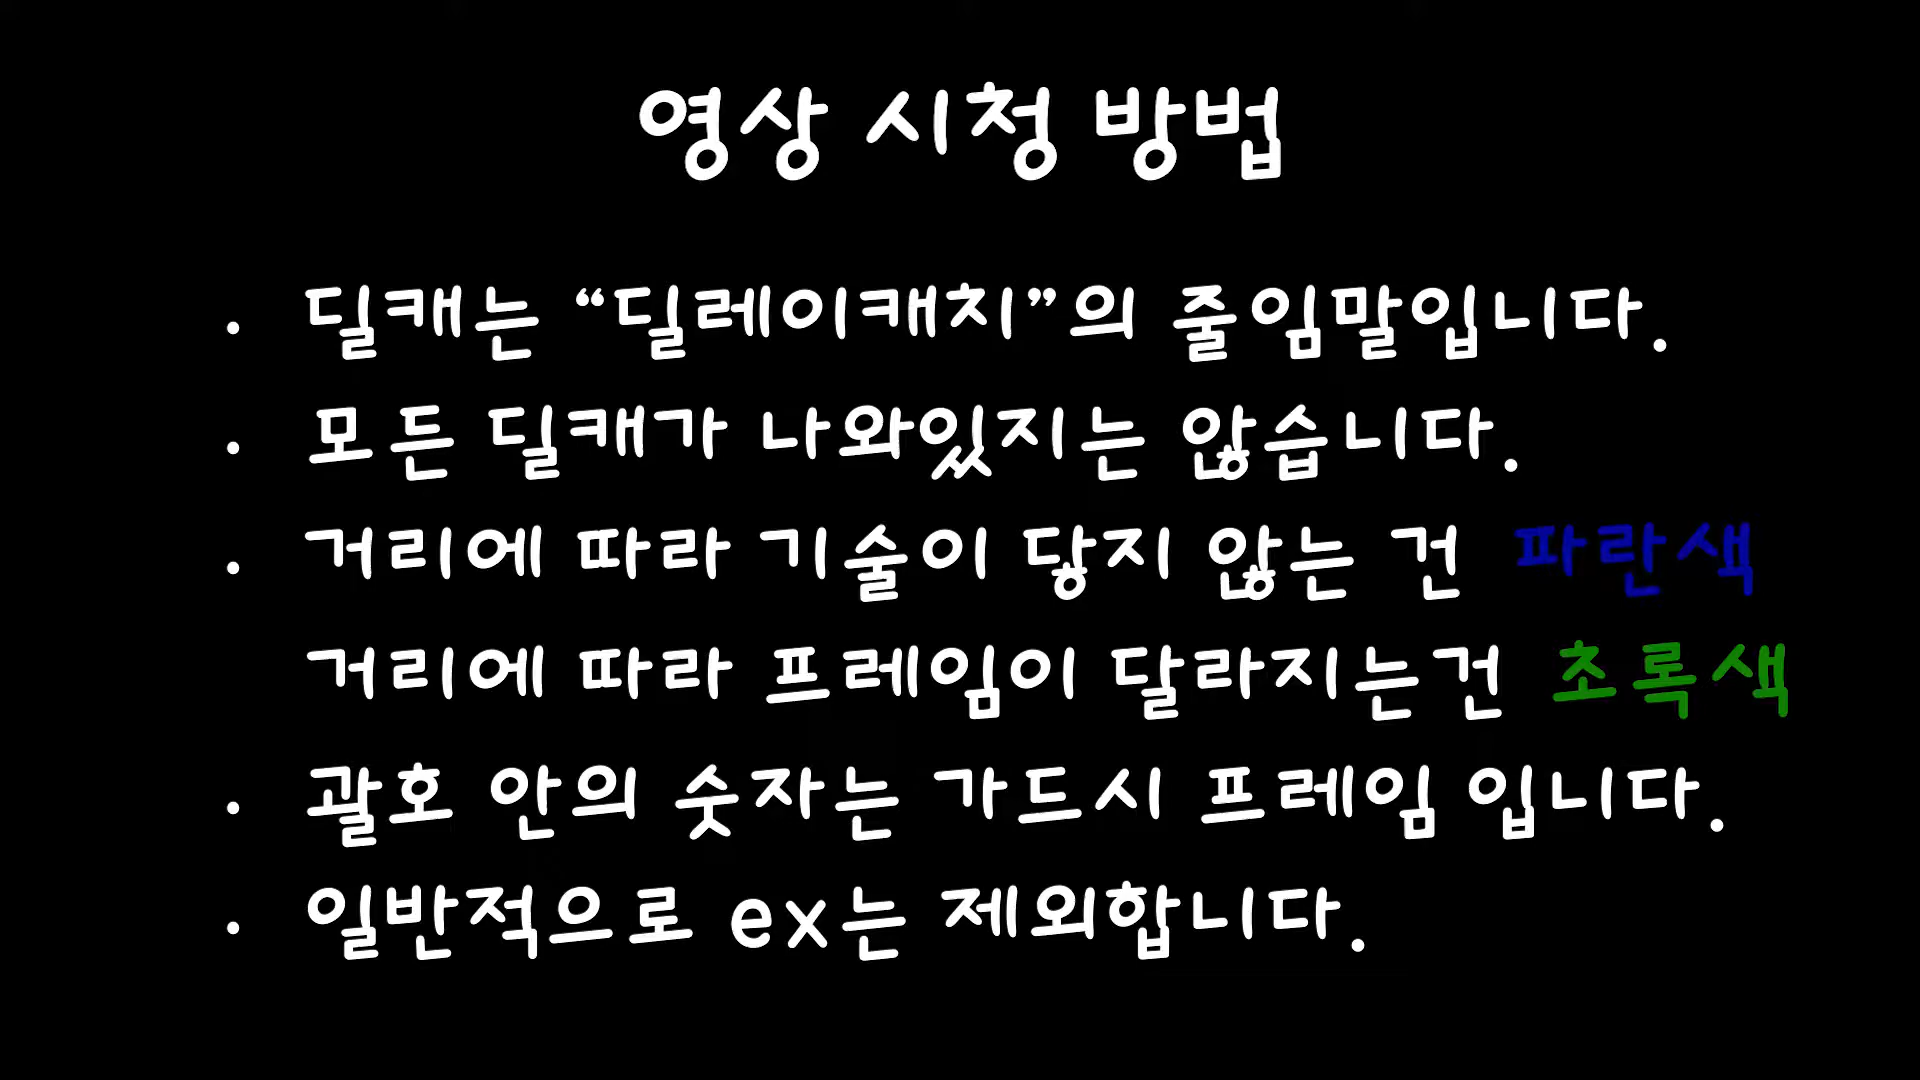 영상 시청 방법
· 딜캐는 “딜레이캐치”의 줄임말입니다.
· 모든 딜캐가 나와있지는 않습니다.
· 거리에 따라 기술이 닿지 않는 건 파란색
거리에 따라 프레임이 달라지는건 초록색
· 괄호 안의 숫자는 가드시 프레임 입니다.
· 일반적으로 ex는 제외합니다.